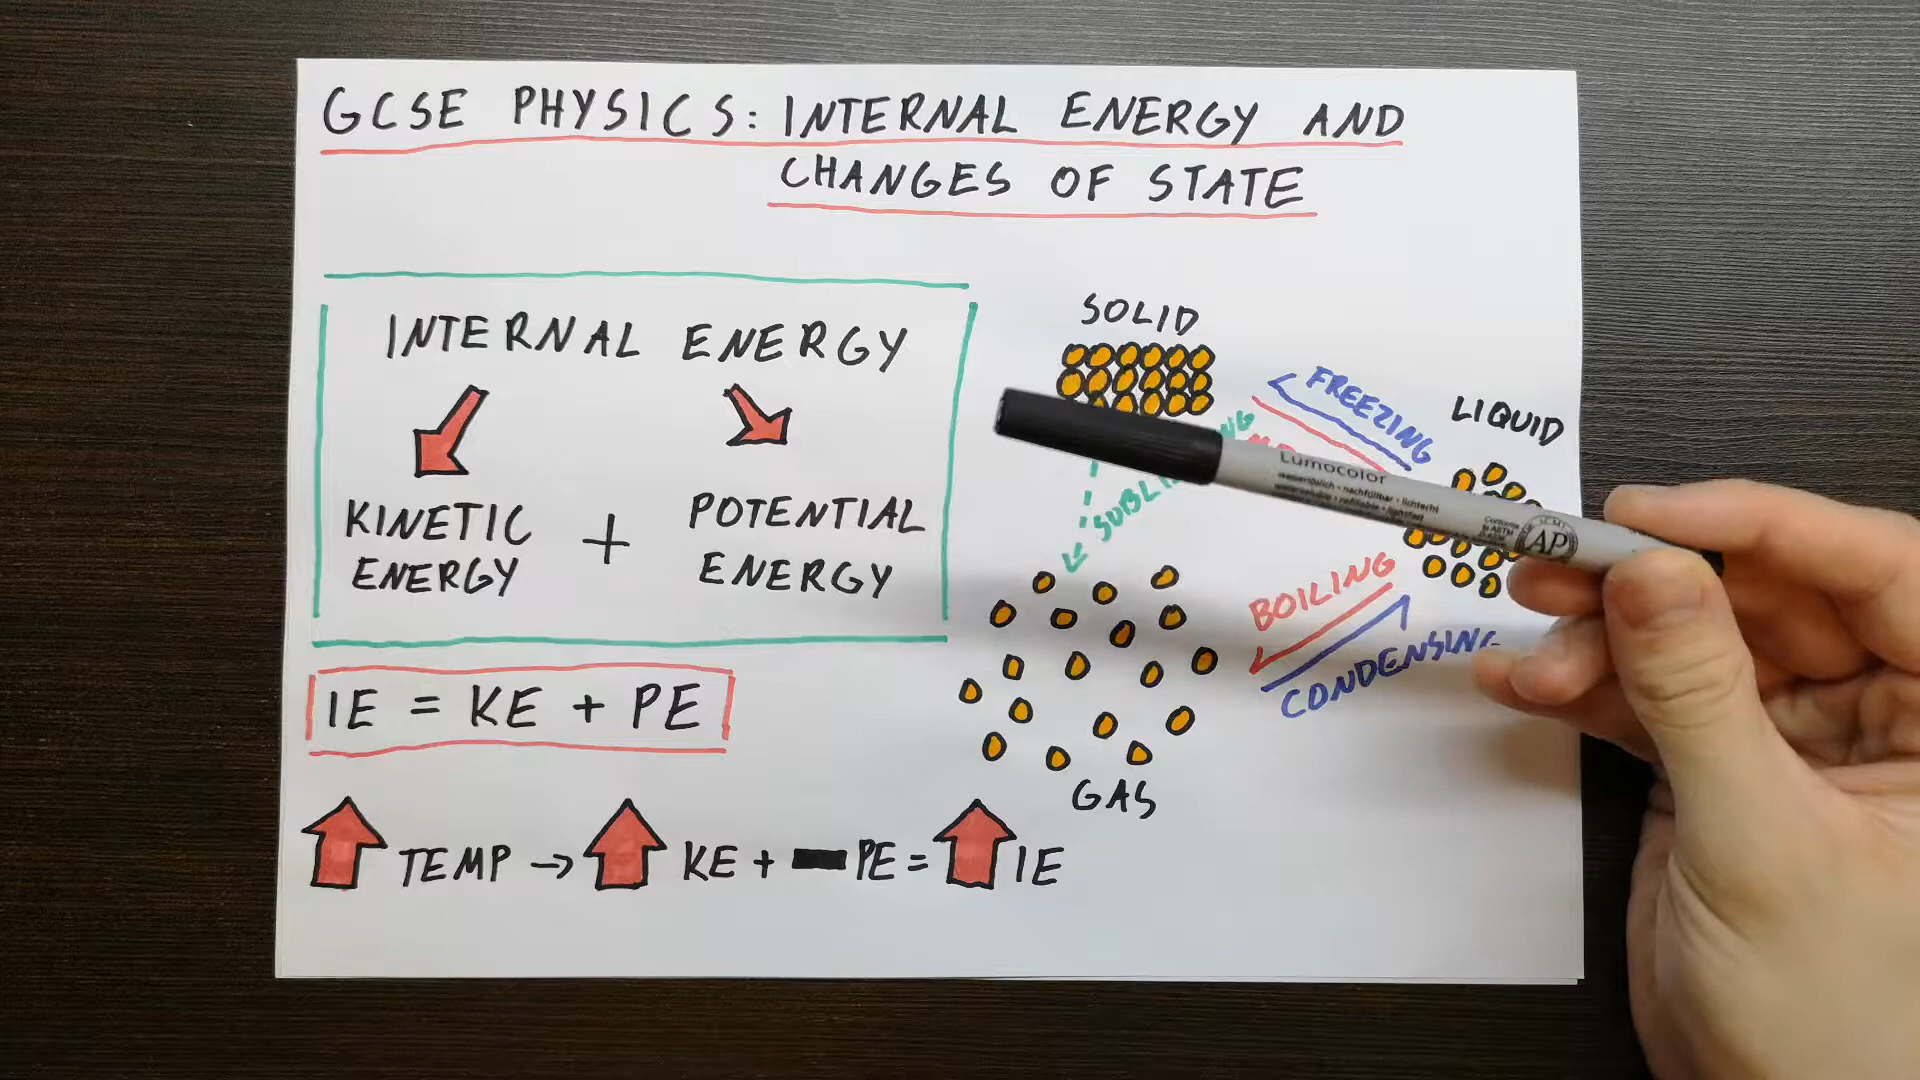 GCSE PHYSICS: INTERNAL ENERGY AND
CHANGES OF STATE
INTERNAL ENERGY
KINETIC
ENERGY
+
POTENTIAL
ENERGY
IE = KE + PE
TEMP → KE + PE = IE
SOLID
FREEZING
LIQUID
BOILING
CONDENSING
GAS
Lumocolor
AP